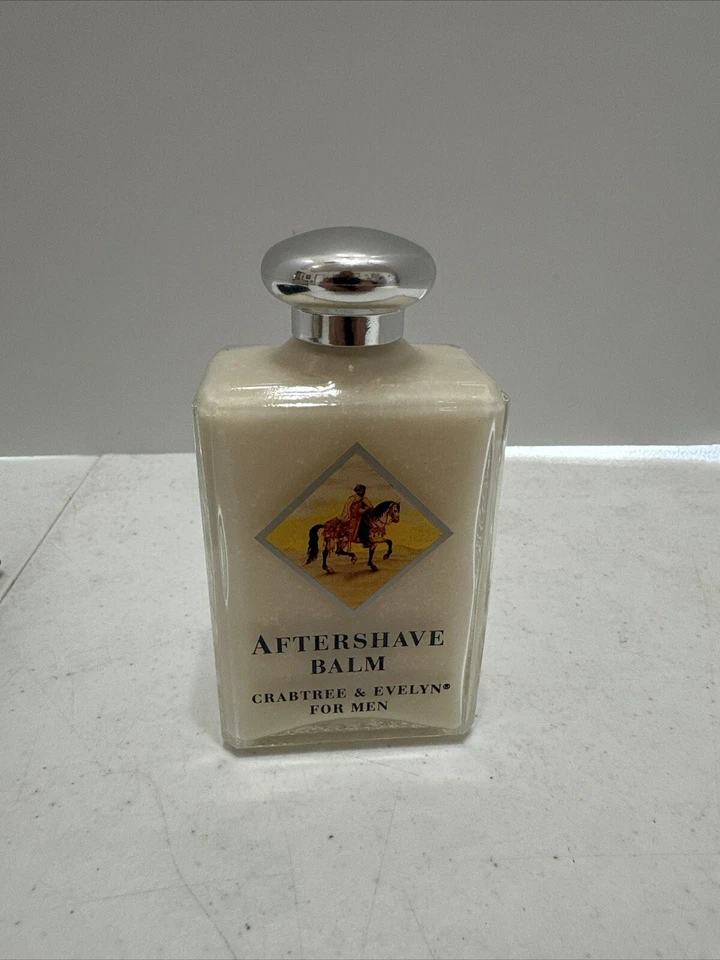 AFTERSHAVE
BALM
CRABTREE & EVELYN®
FOR MEN